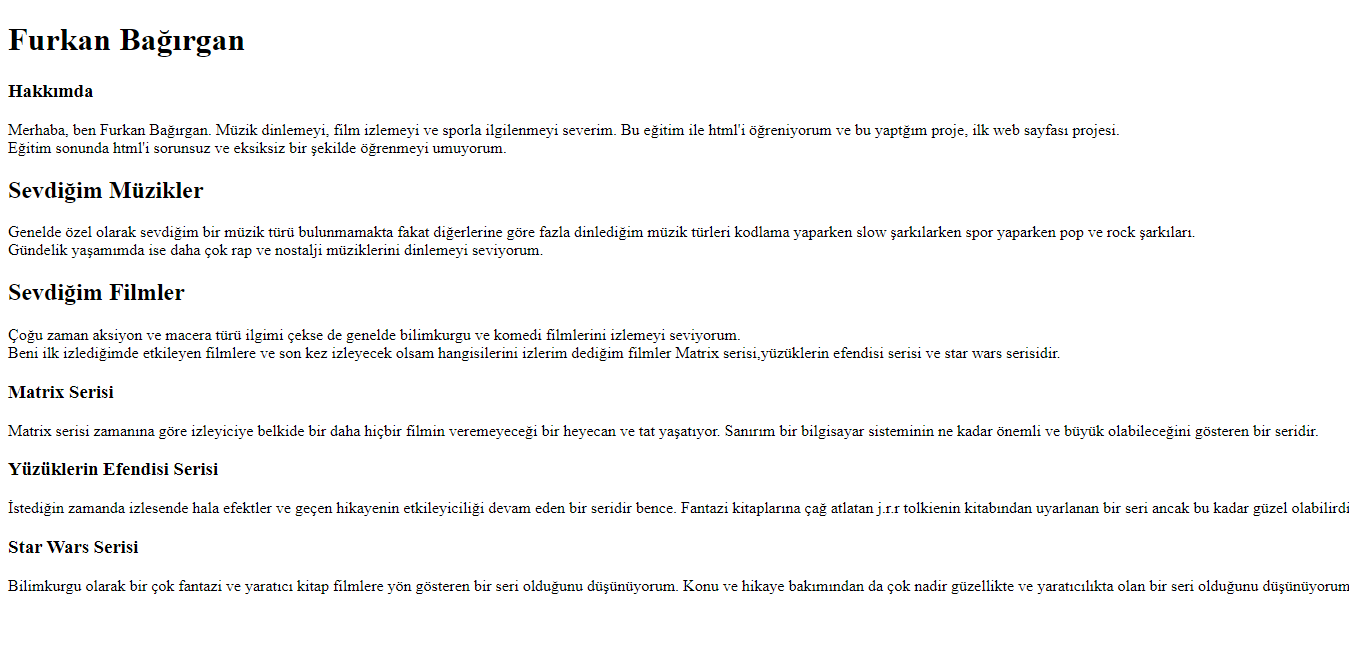 Furkan Bağırgan
Hakkımda
Merhaba, ben Furkan Bağırgan. Müzik dinlemeyi, film izlemeyi ve sporla ilgilenmeyi severim. Bu eğitim ile html'i öğreniyorum ve bu yaptğım proje, ilk web sayfası projesi.
Eğitim sonunda html'i sorunsuz ve eksiksiz bir şekilde öğrenmeyi umuyorum.
Sevdiğim Müzikler
Genelde özel olarak sevdiğim bir müzik türü bulunmamakta fakat diğerlerine göre fazla dinlediğim müzik türleri kodlama yaparken slow şarkılarken spor yaparken pop ve rock şarkıları.
Gündelik yaşamımda ise daha çok rap ve nostalji müziklerini dinlemeyi seviyorum.
Sevdiğim Filmler
Çoğu zaman aksiyon ve macera türü ilgimi çekse de genelde bilimkurgu ve komedi filmlerini izlemeyi seviyorum.
Beni ilk izlediğimde etkileyen filmlere ve son kez izleyecek olsam hangisilerini izlerim dediğim filmler Matrix serisi,yüzüklerin efendisi serisi ve star wars serisidir.
Matrix Serisi
Matrix serisi zamanına göre izleyiciye belkide bir daha hiçbir filmin veremeyeceği bir heyecan ve tat yaşatıyor. Sanırım bir bilgisayar sisteminin ne kadar önemli ve büyük olabileceğini gösteren bir seridir.
Yüzüklerin Efendisi Serisi
İstediğin zamanda izlesende hala efektler ve geçen hikayenin etkileyiciliği devam eden bir seridir bence. Fantazi kitaplarına çağ atlatan j.r.r tolkienin kitabından uyarlanan bir seri ancak bu kadar güzel olabilirdi
Star Wars Serisi
Bilimkurgu olarak bir çok fantazi ve yaratıcı kitap filmlere yön gösteren bir seri olduğunu düşünüyorum. Konu ve hikaye bakımından da çok nadir güzellikte ve yaratıcılıkta olan bir seri olduğunu düşünüyorum